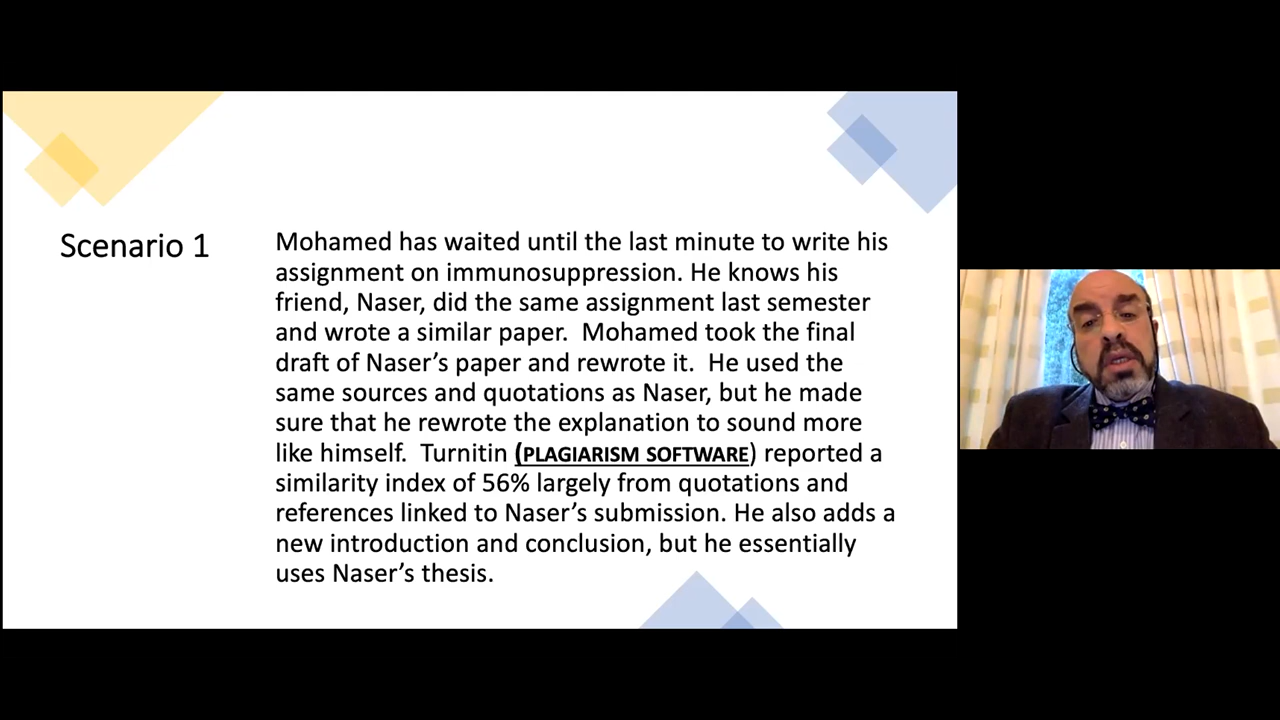 Scenario 1
Mohamed has waited until the last minute to write his
assignment on immunosuppression. He knows his
friend, Naser, did the same assignment last semester
and wrote a similar paper.  Mohamed took the final
draft of Naser’s paper and rewrote it.  He used the
same sources and quotations as Naser, but he made
sure that he rewrote the explanation to sound more
like himself.  Turnitin (PLAGIARISM SOFTWARE) reported a
similarity index of 56% largely from quotations and
references linked to Naser’s submission. He also adds a
new introduction and conclusion, but he essentially
uses Naser’s thesis.